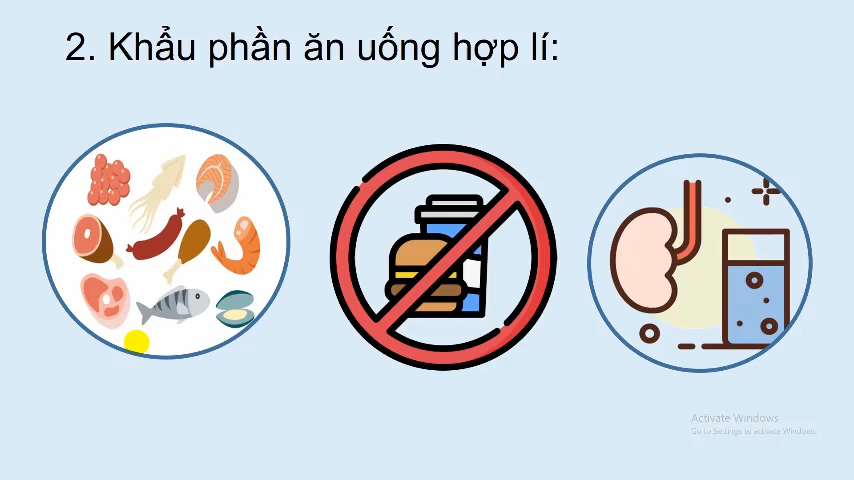 2. Khẩu phần ăn uống hợp lí:
Activate Windows
Go to Settings to activate Windows.